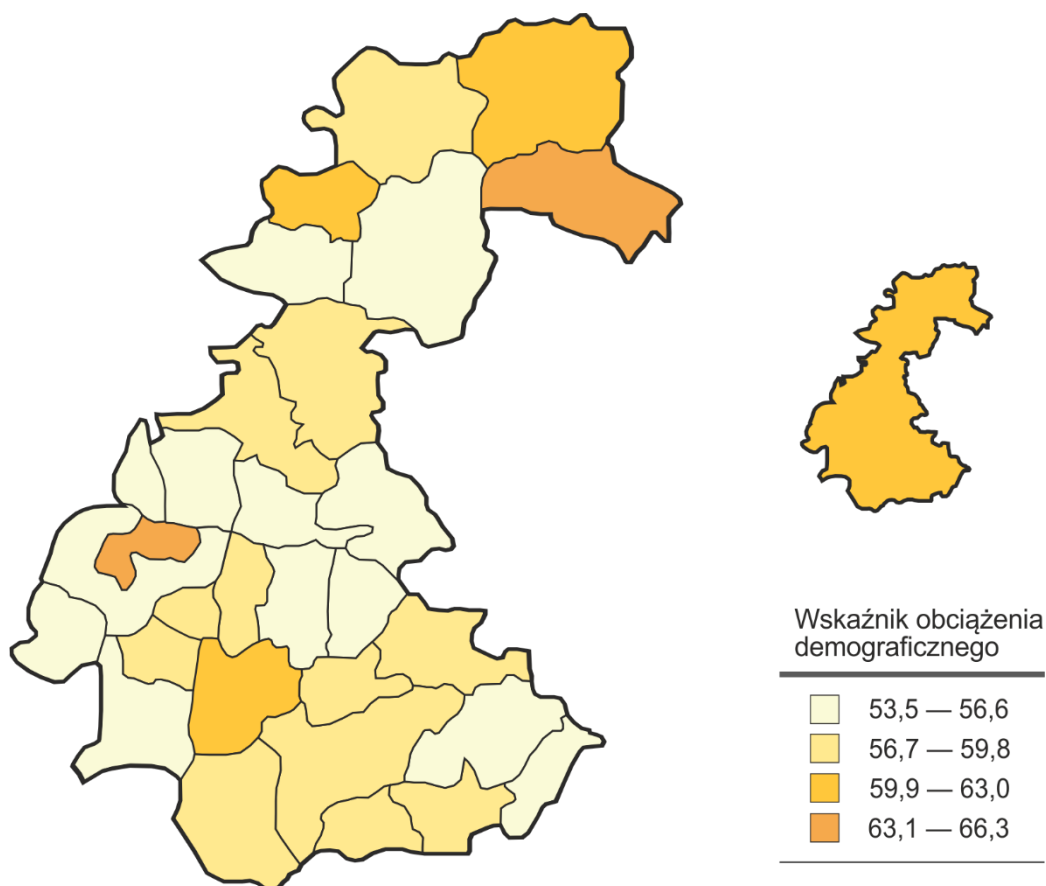 Wskaźnik obciążenia
demograficznego
53,5 — 56,6
56,7 — 59,8
59,9 — 63,0
63,1 — 66,3